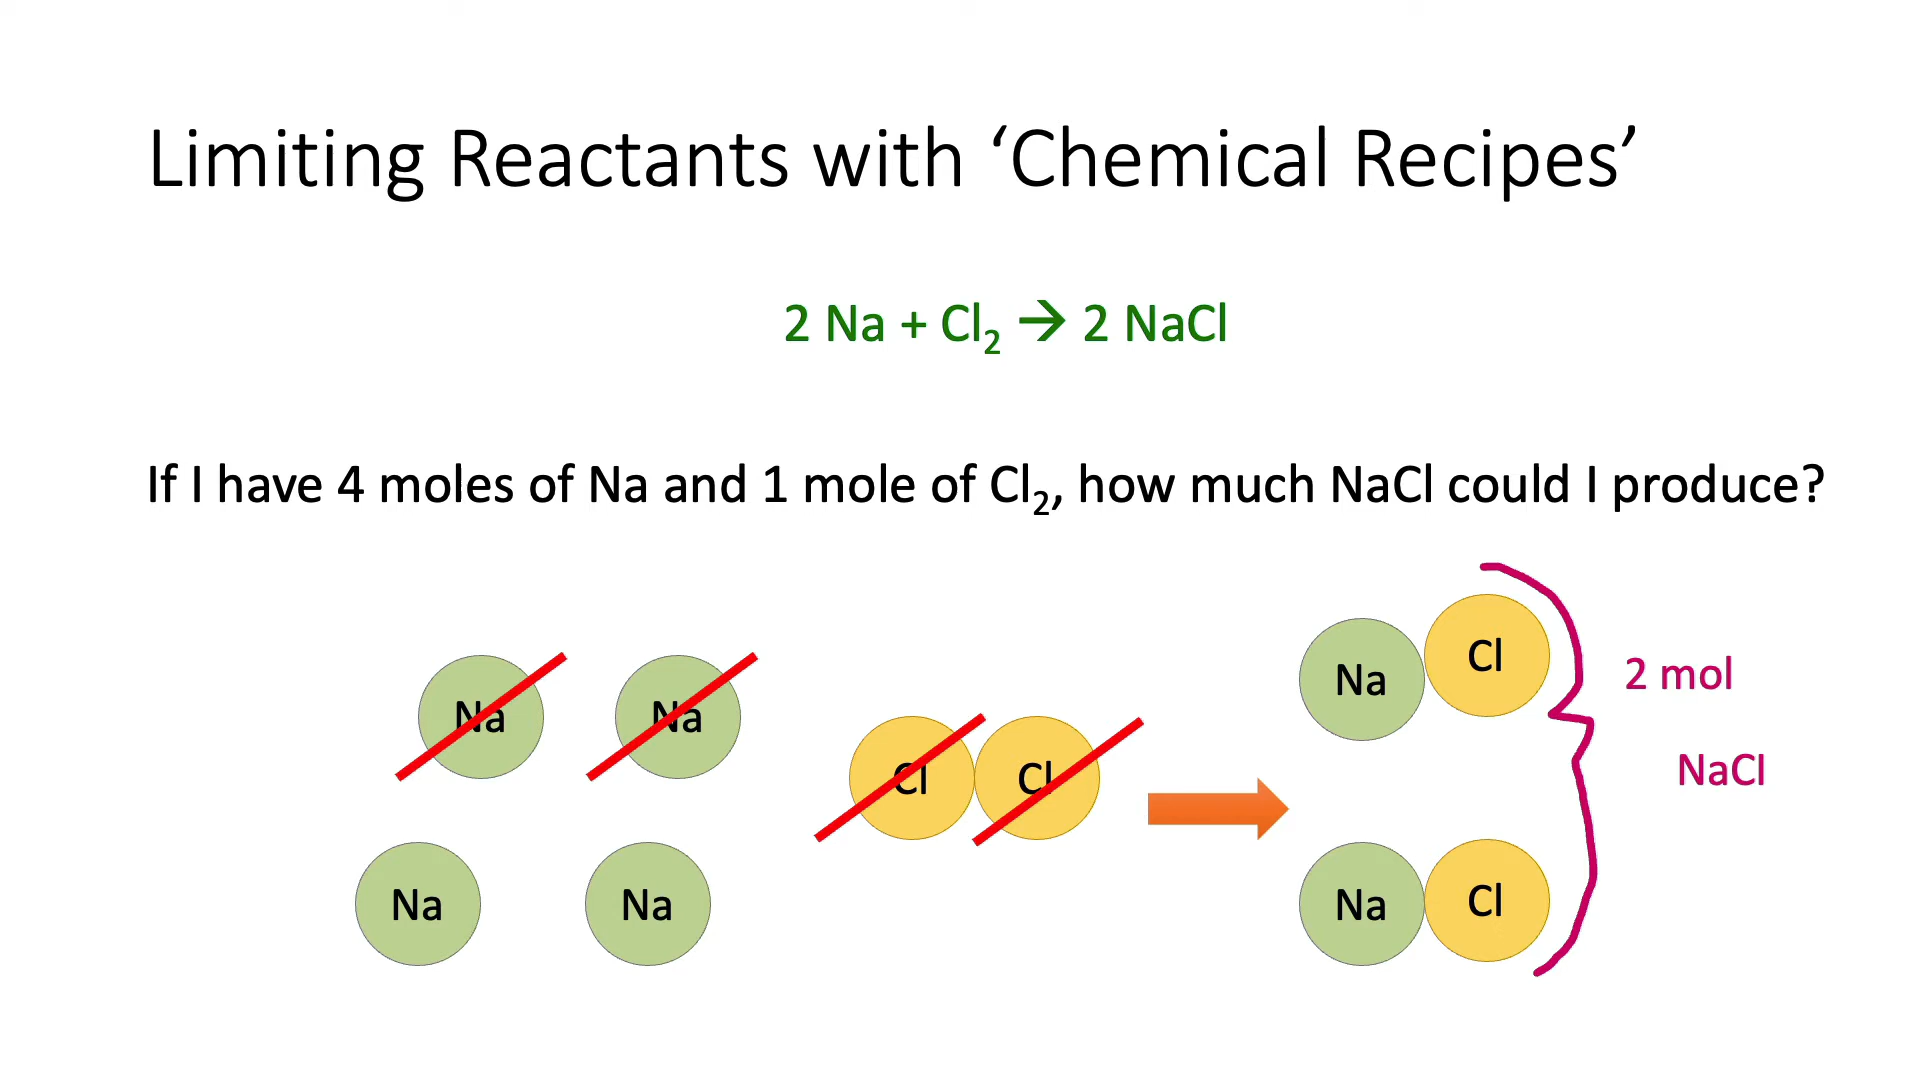 Limiting Reactants with ‘Chemical Recipes’
2 Na + Cl₂ → 2 NaCl
If I have 4 moles of Na and 1 mole of Cl₂, how much NaCl could I produce?
Na Na Cl Cl Na Cl
2 mol
NaCl
Na Na Na Cl